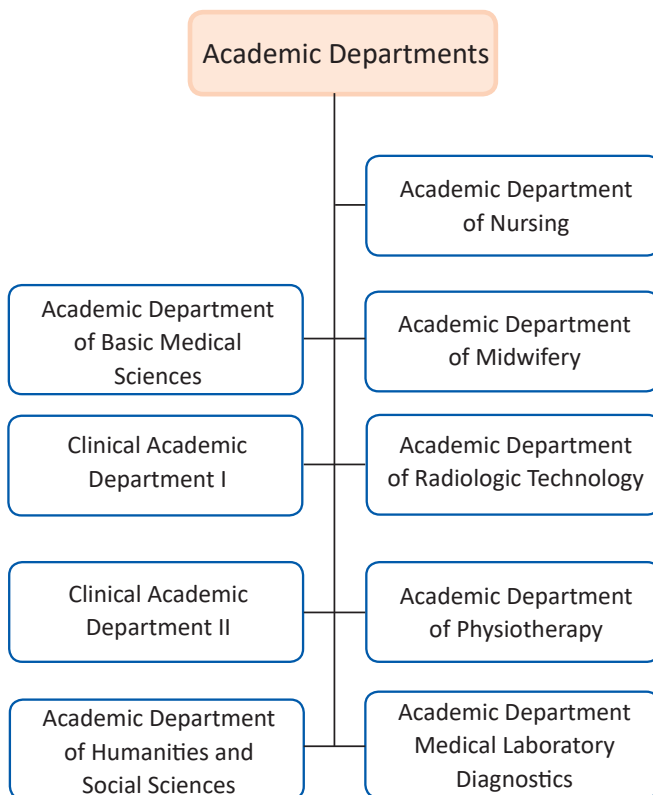 Academic Departments
Academic Department
of Nursing
Academic Department
of Basic Medical
Sciences
Academic Department
of Midwifery
Clinical Academic
Department I
Academic Department
of Radiologic Technology
Clinical Academic
Department II
Academic Department
of Physiotherapy
Academic Department
of Humanities and
Social Sciences
Academic Department
Medical Laboratory
Diagnostics